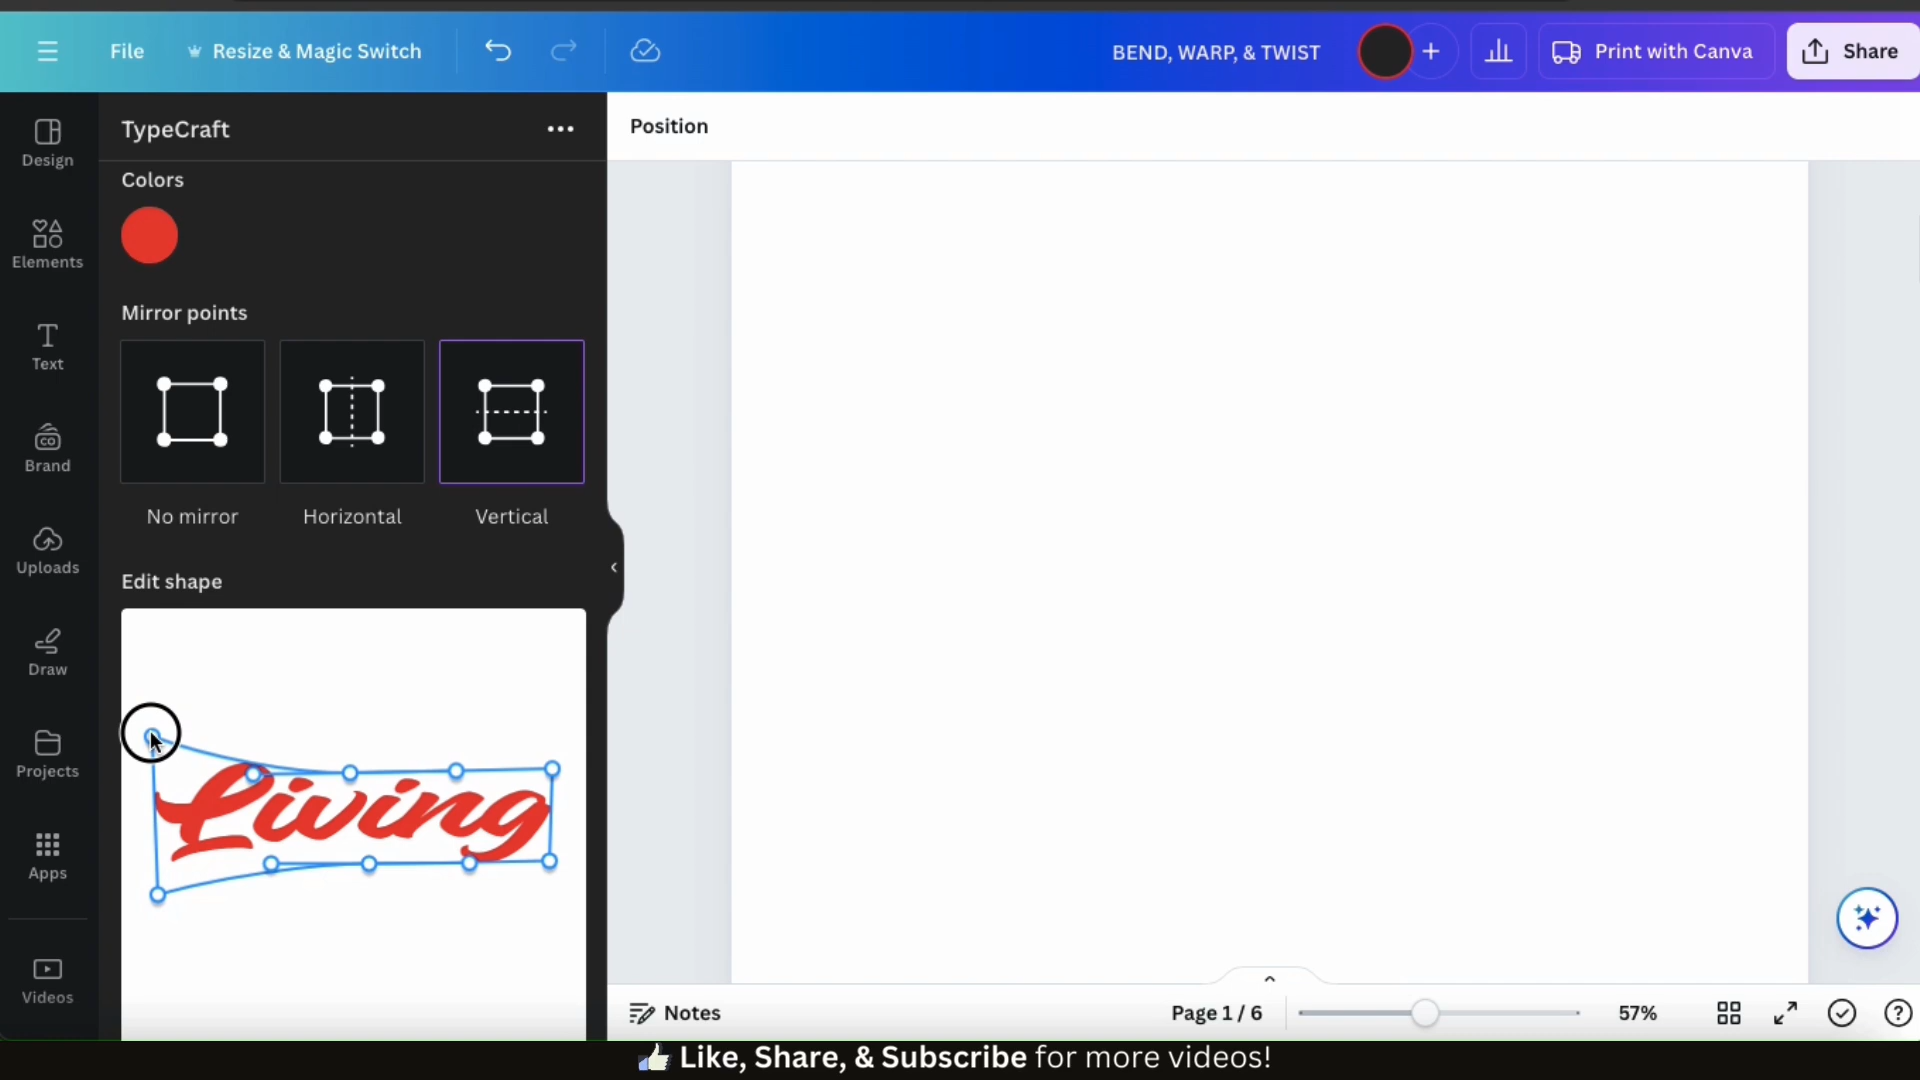 File
Resize & Magic Switch
BEND, WARP, & TWIST
Print with Canva
Share
Design
Elements
Text
CO
Brand
Uploads
Draw
Projects
Apps
Videos
TypeCraft
Colors
Mirror points
No mirror
Horizontal
Vertical
Edit shape
Living
Position
Notes
Page 1 / 6
57%
Like, Share, & Subscribe for more videos!